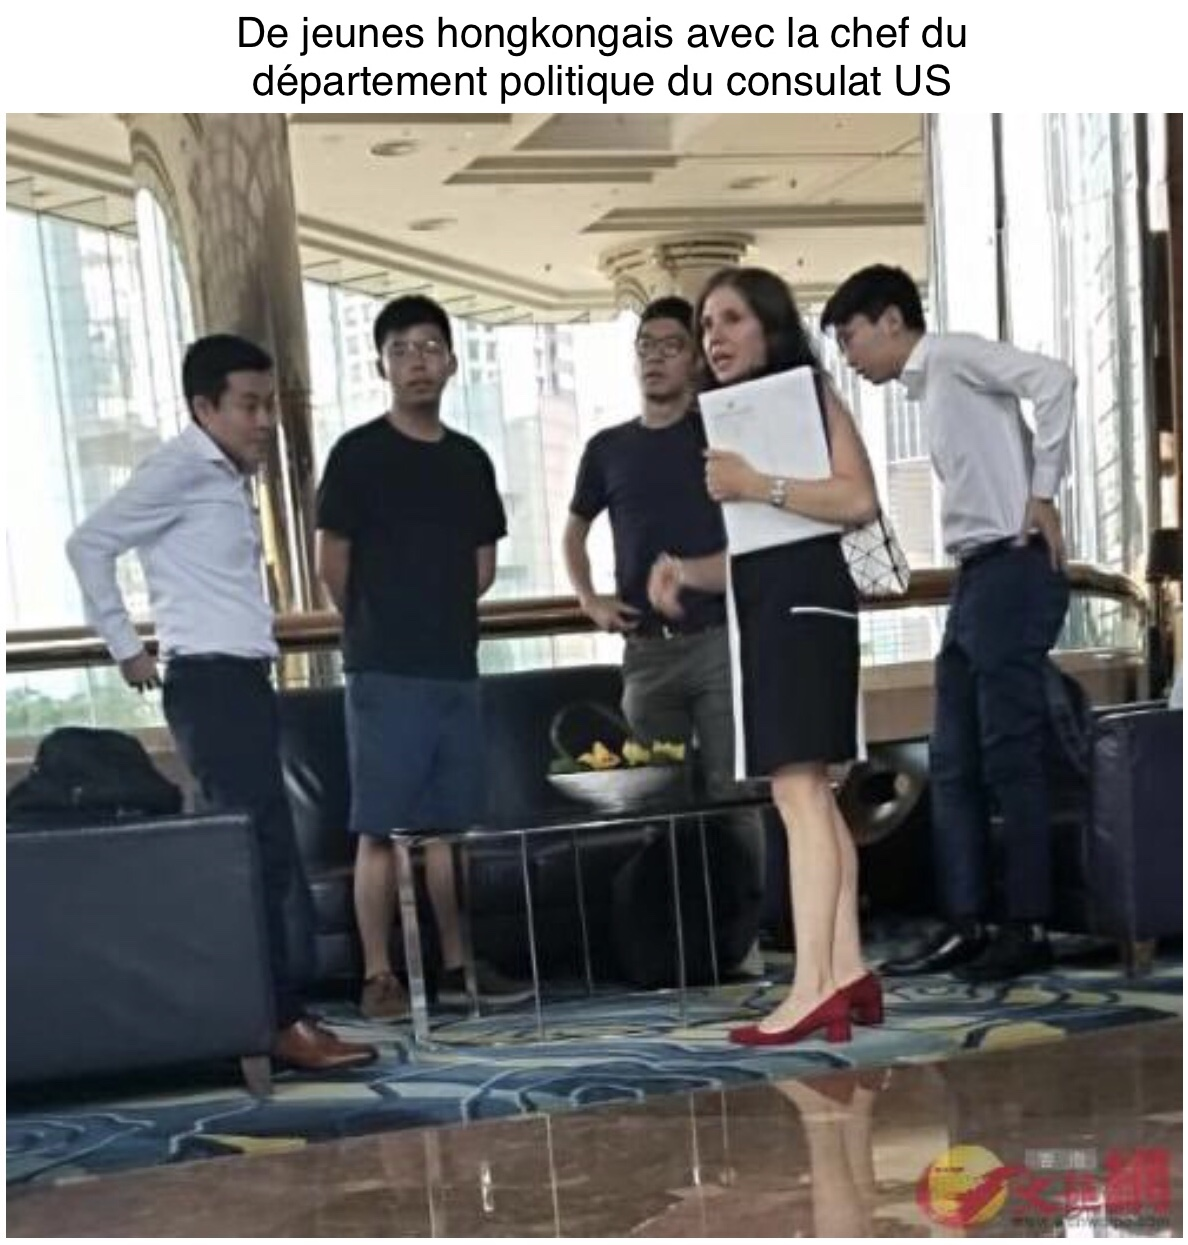 De jeunes hongkongais avec la chef du
département politique du consulat US